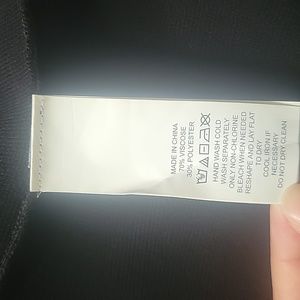 MADE IN CHINA
70% VISCOSE
30% POLYESTER
HAND WASH COLD
WASH SEPARATELY
ONLY NON-CHLORINE
BLEACH WHEN NEEDED
RESHAPE AND LAY FLAT
TO DRY
COOL IRON IF
NECESSARY
DO NOT DRY CLEAN